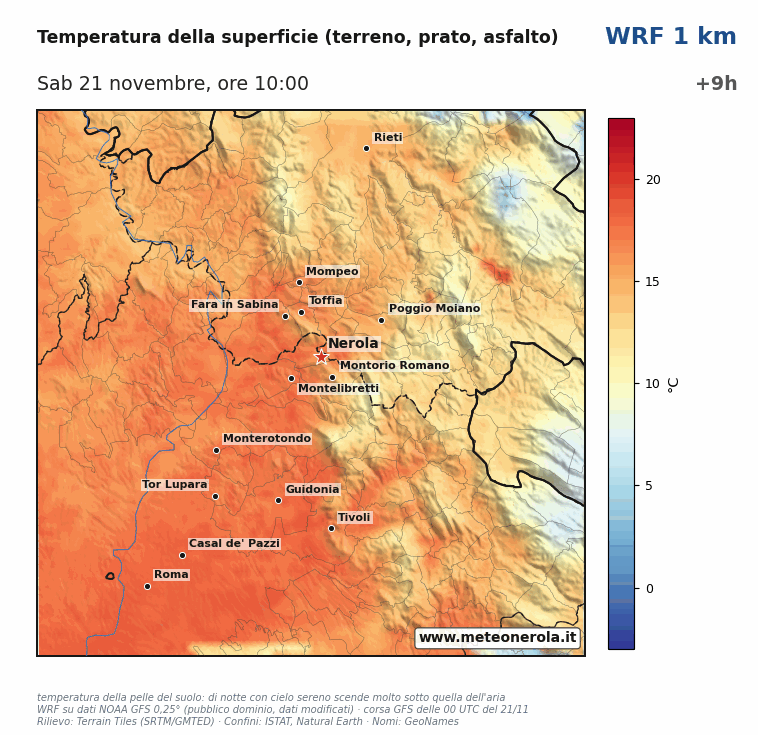 Temperatura della superficie (terreno, prato, asfalto)
WRF 1 km
Sab 21 novembre, ore 10:00
+9h
Rieti
Mompeo
Fara in Sabina
Toffia
Poggio Moiano
Nerola
Montorio Romano
Montelibretti
Monterotondo
Tor Lupara
Guidonia
Tivoli
Casal de' Pazzi
Roma
www.meteonerola.it
20
15
10
5
0
°C
temperatura della pelle del suolo: di notte con cielo sereno scende molto sotto quella dell'aria
WRF su dati NOAA GFS 0,25° (pubblico dominio, dati modificati) · corsa GFS delle 00 UTC del 21/11
Rilievo: Terrain Tiles (SRTM/GMTED) · Confini: ISTAT, Natural Earth · Nomi: GeoNames